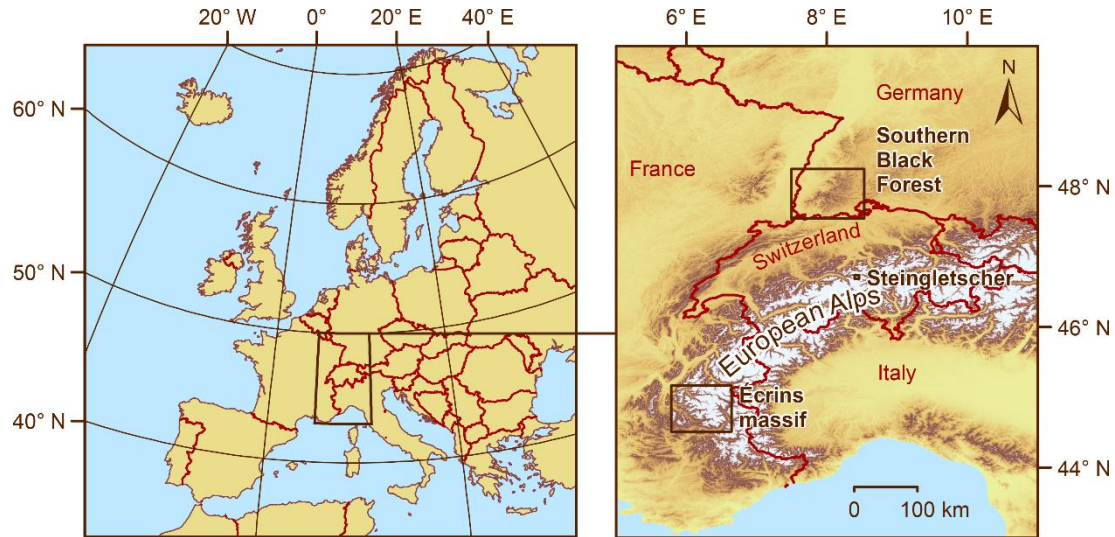 20° W 0° 20° E 40° E
60° N
50° N
40° N
6° E 8° E 10° E
N
Germany
Southern
Black
Forest
France
48° N
Switzerland
Steingletscher
European Alps
46° N
Italy
Écrins
massif
44° N
0 100 km